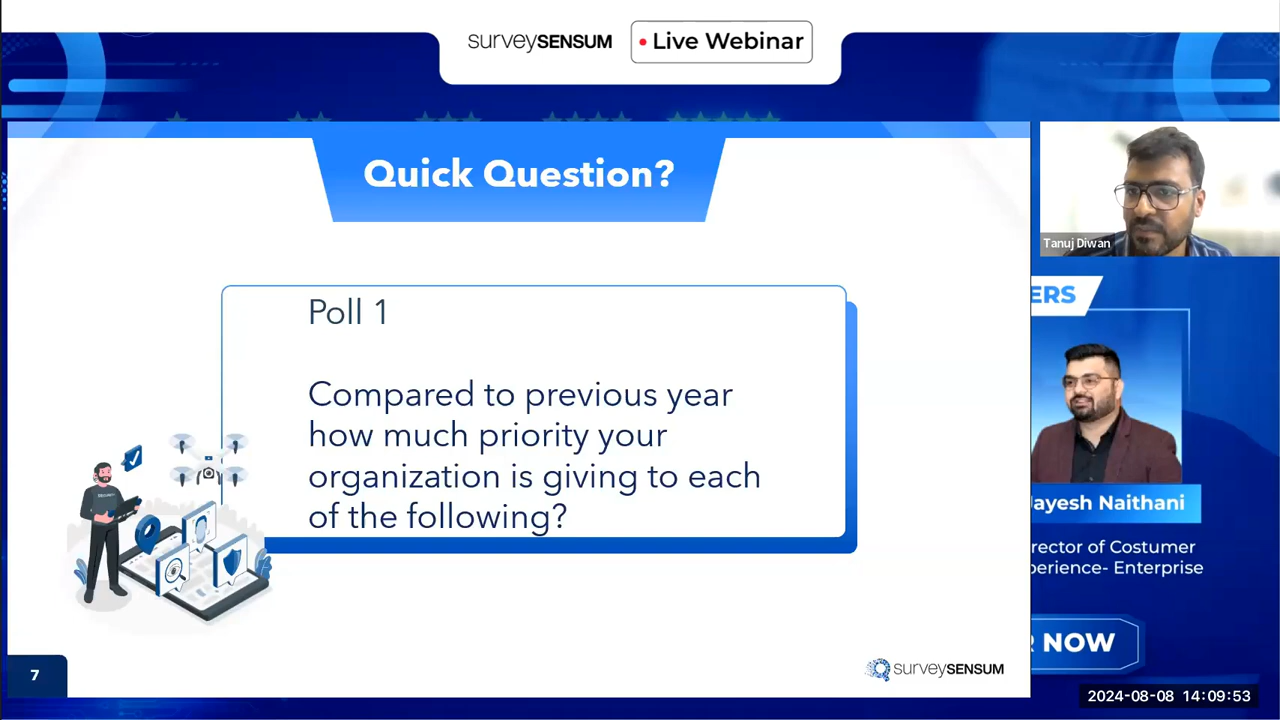 surveySENSUM
Live Webinar
Quick Question?
Poll 1
Compared to previous year
how much priority your
organization is giving to each
of the following?
7
surveySENSUM
Tanuj Diwan
ERS
Jayesh Naithani
rector of Costumer
perience- Enterprise
R NOW
2024-08-08 14:09:53